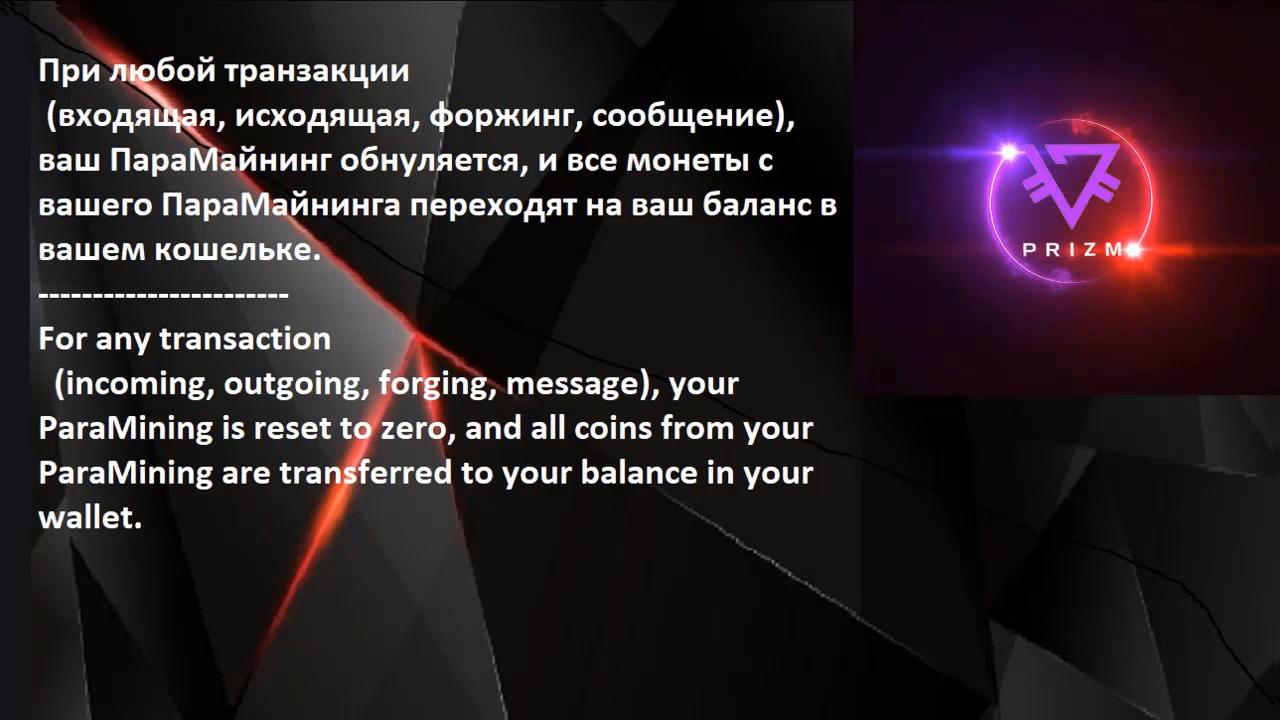 При любой транзакции
(входящая, исходящая, форжинг, сообщение),
ваш ПараМайнинг обнуляется, и все монеты с
вашего ПараМайнинга переходят на ваш баланс в
вашем кошельке.
-----------------------
For any transaction
(incoming, outgoing, forging, message), your
ParaMining is reset to zero, and all coins from your
ParaMining are transferred to your balance in your
wallet.
PRIZM